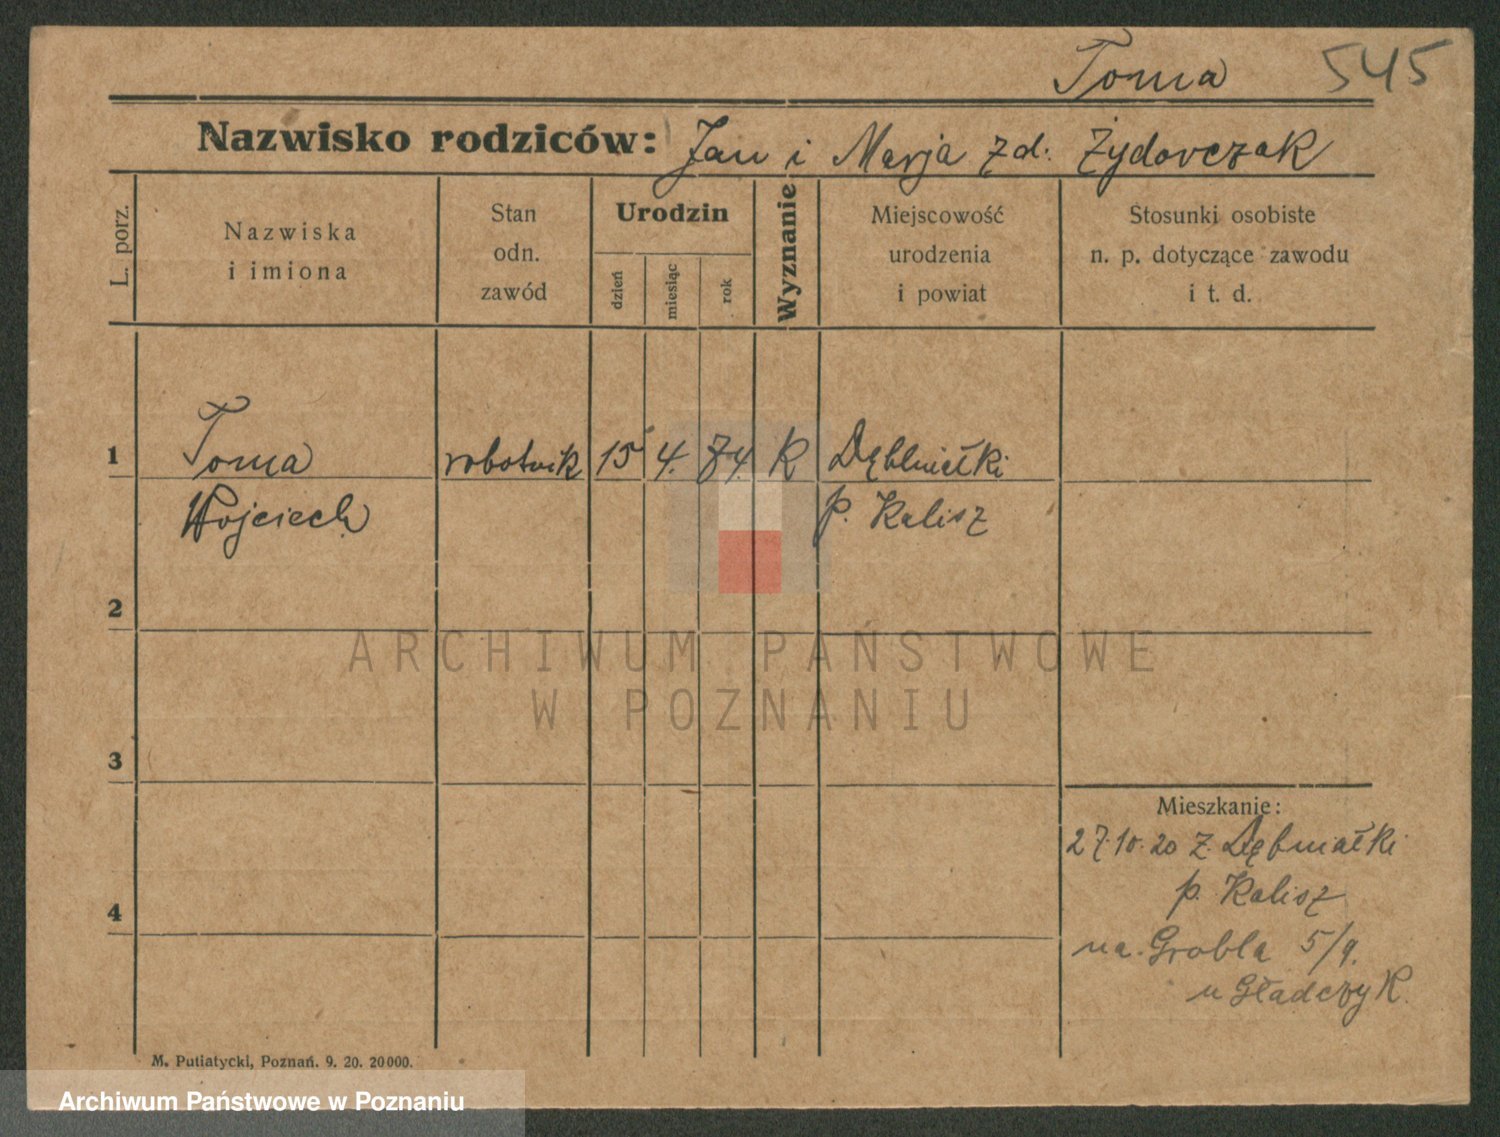 Toma 545
Nazwisko rodziców: Jan i Marja zd. Żydorczak
L. porz.
Nazwiska
i imiona
Stan
odn.
zawód
Urodzin
dzień
miesiąc
rok
Wyznanie
Miejscowość
urodzenia
i powiat
Stosunki osobiste
n. p. dotyczące zawodu
i t. d.
1 Toma robotnik 15 4. 74. K
Wojciech p. Kalisz
2
ARCHIWUM PAŃSTWOWE
W POZNANIU
3
Mieszkanie:
27.10.20 z Dębniałki
p. Kalisz
4
na Grobla 5/9.
u Gładczyk.
M. Putiatycki, Poznań. 9. 20. 20000.
Archiwum Państwowe w Poznaniu